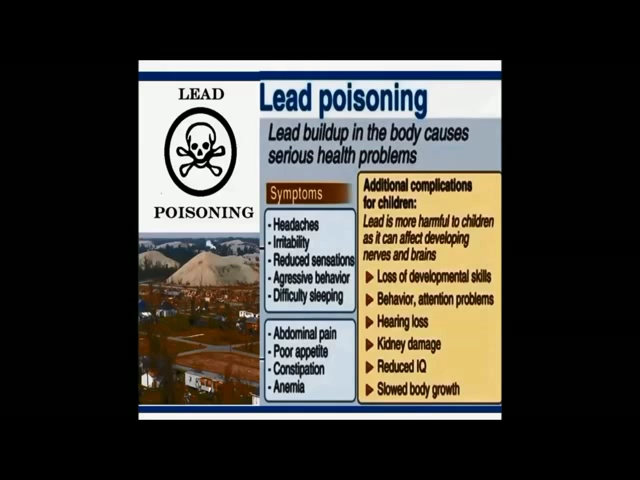 LEAD
POISONING
Lead poisoning
Lead buildup in the body causes
serious health problems
Symptoms
- Headaches
- Irritability
- Reduced sensations
- Agressive behavior
- Difficulty sleeping
- Abdominal pain
- Poor appetite
- Constipation
- Anemia
Additional complications
for children:
Lead is more harmful to children
as it can affect developing
nerves and brains
Loss of developmental skills
Behavior, attention problems
Hearing loss
Kidney damage
Reduced IQ
Slowed body growth